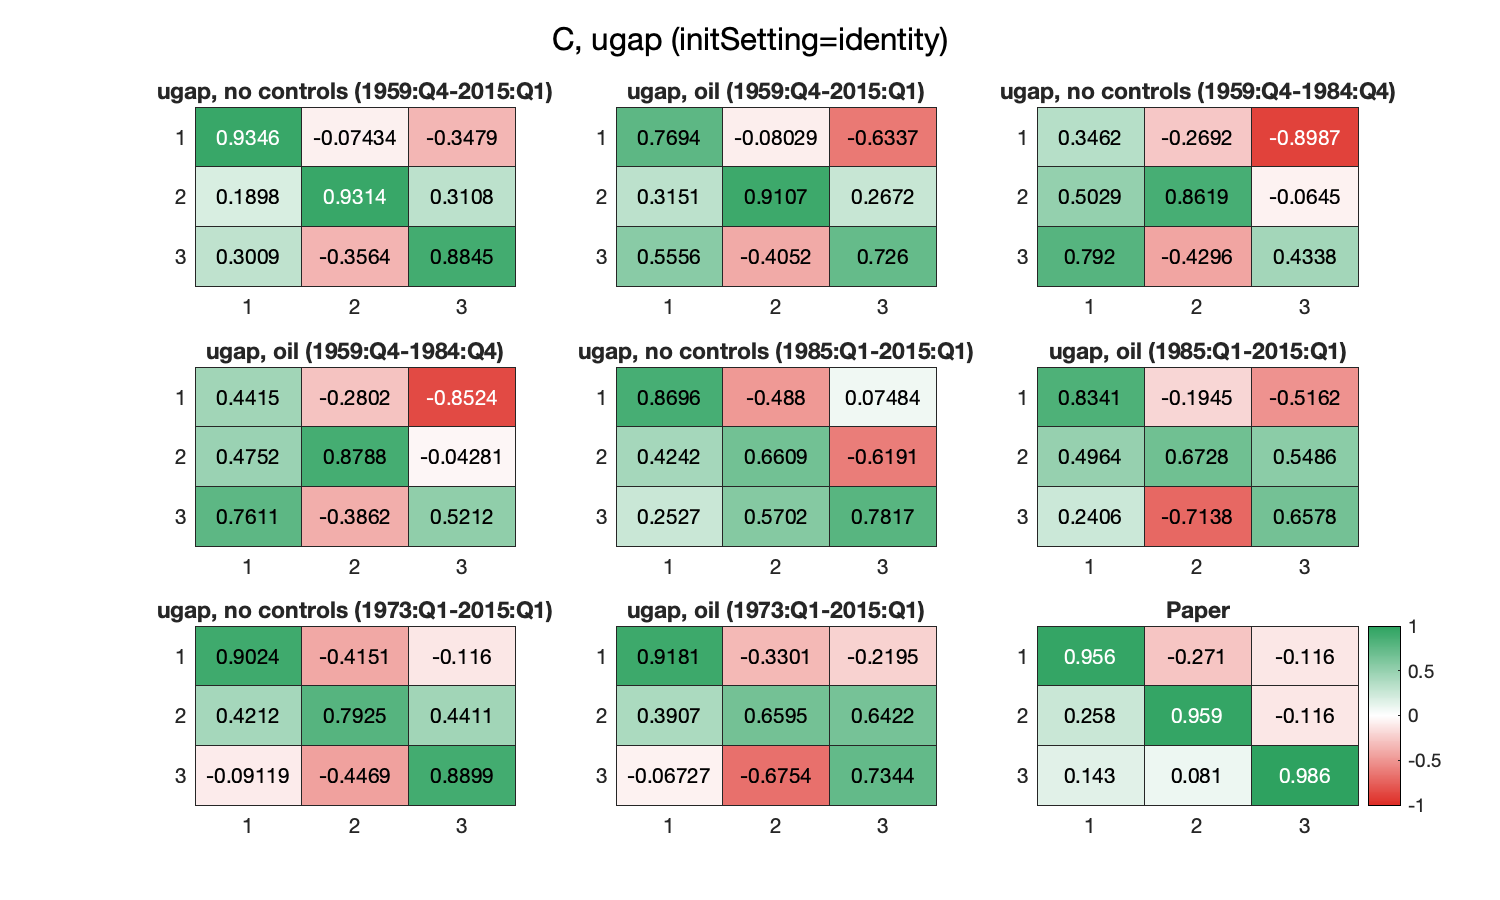 C, ugap (initSetting=identity)
ugap, no controls (1959:Q4-2015:Q1)
1 0.9346 -0.07434 -0.3479
2 0.1898 0.9314 0.3108
3 0.3009 -0.3564 0.8845
1 2 3
ugap, oil (1959:Q4-2015:Q1)
1 0.7694 -0.08029 -0.6337
2 0.3151 0.9107 0.2672
3 0.5556 -0.4052 0.726
1 2 3
ugap, no controls (1959:Q4-1984:Q4)
1 0.3462 -0.2692 -0.8987
2 0.5029 0.8619 -0.0645
3 0.792 -0.4296 0.4338
1 2 3
ugap, oil (1959:Q4-1984:Q4)
1 0.4415 -0.2802 -0.8524
2 0.4752 0.8788 -0.04281
3 0.7611 -0.3862 0.5212
1 2 3
ugap, no controls (1985:Q1-2015:Q1)
1 0.8696 -0.488 0.07484
2 0.4242 0.6609 -0.6191
3 0.2527 0.5702 0.7817
1 2 3
ugap, oil (1985:Q1-2015:Q1)
1 0.8341 -0.1945 -0.5162
2 0.4964 0.6728 0.5486
3 0.2406 -0.7138 0.6578
1 2 3
ugap, no controls (1973:Q1-2015:Q1)
1 0.9024 -0.4151 -0.116
2 0.4212 0.7925 0.4411
3 -0.09119 -0.4469 0.8899
1 2 3
ugap, oil (1973:Q1-2015:Q1)
1 0.9181 -0.3301 -0.2195
2 0.3907 0.6595 0.6422
3 -0.06727 -0.6754 0.7344
1 2 3
Paper
1 0.956 -0.271 -0.116
2 0.258 0.959 -0.116
3 0.143 0.081 0.986
1 2 3
1
0.5
0
-0.5
-1